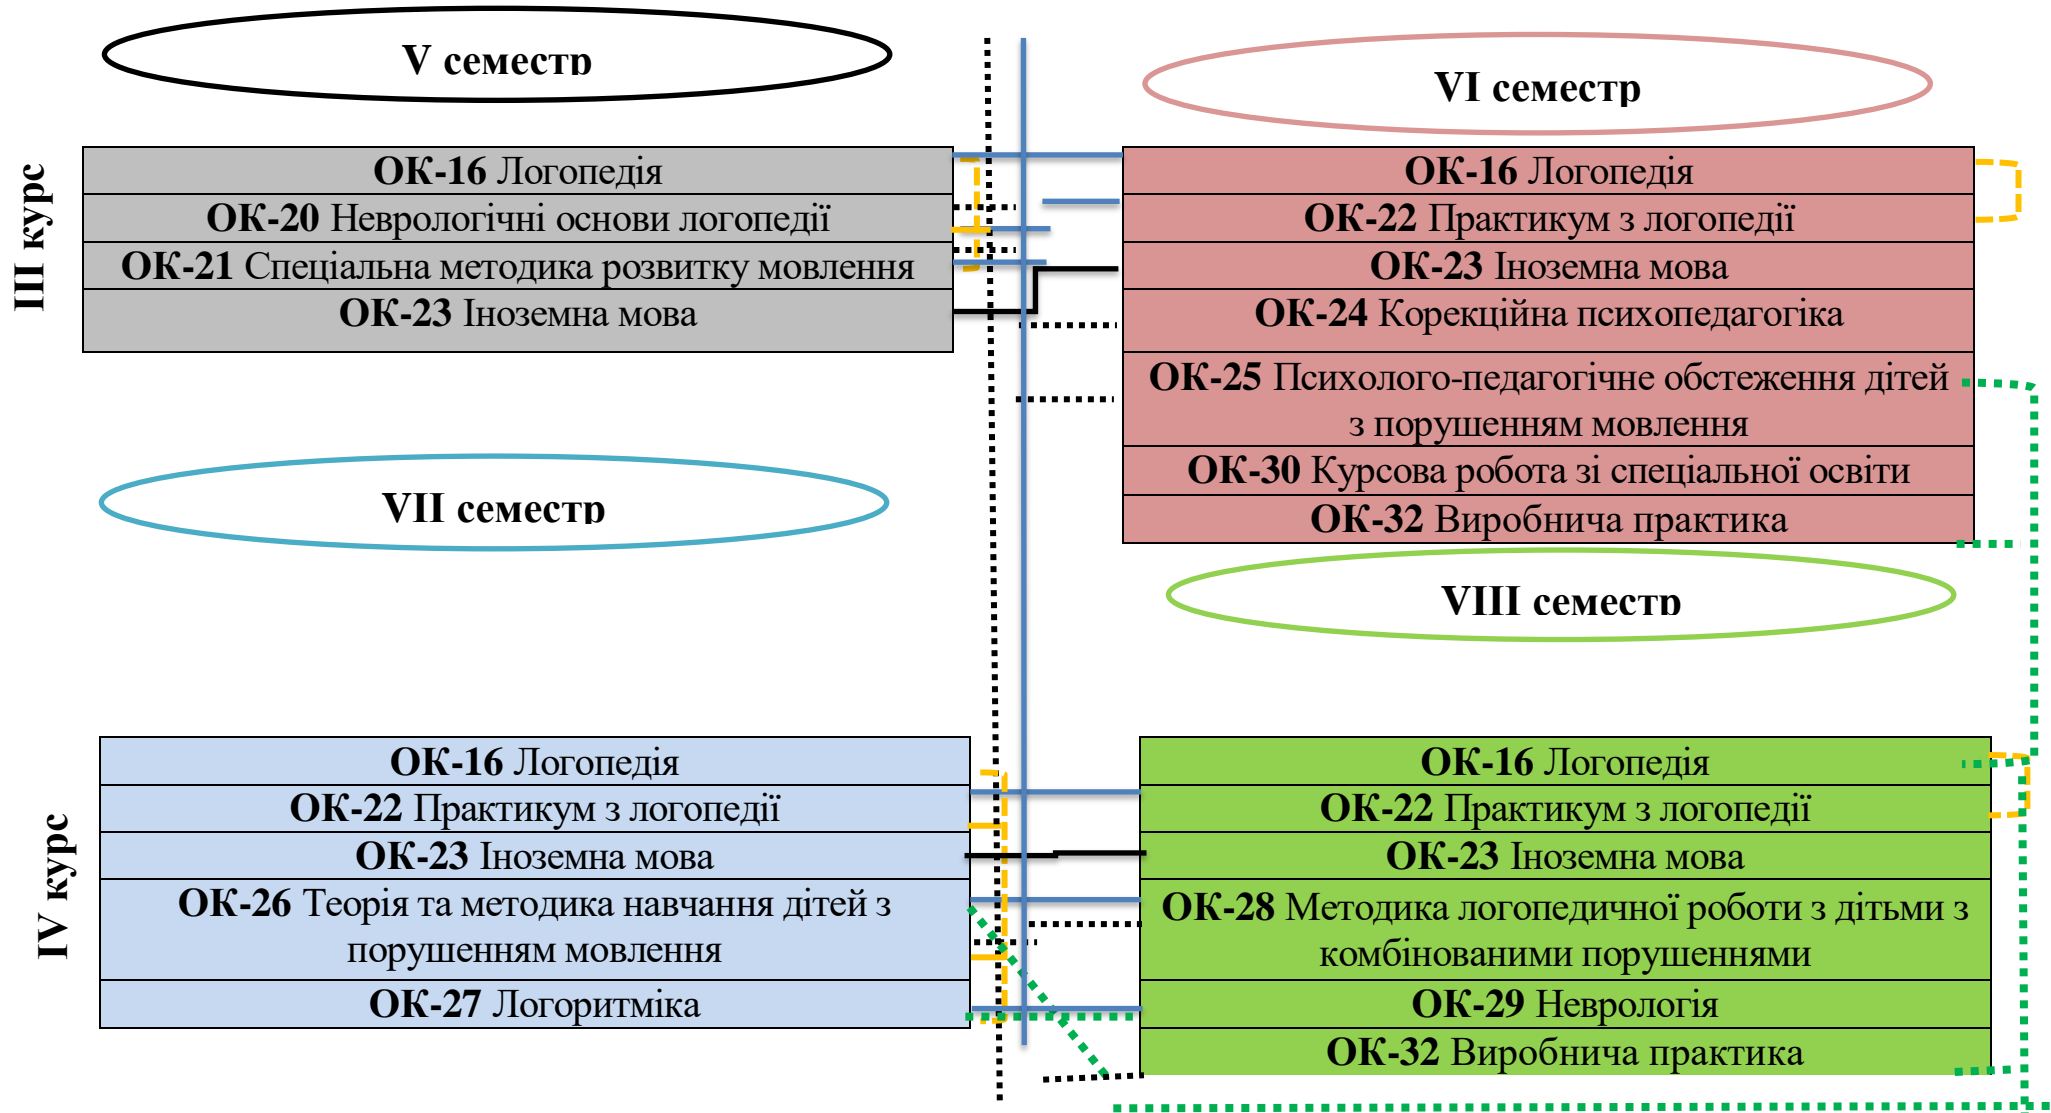 V семестр
VI семестр
III курс
ОК-16 Логопедія
ОК-20 Неврологічні основи логопедії
ОК-21 Спеціальна методика розвитку мовлення
ОК-23 Іноземна мова
ОК-16 Логопедія
ОК-22 Практикум з логопедії
ОК-23 Іноземна мова
ОК-24 Корекційна психопедагогіка
ОК-25 Психолого-педагогічне обстеження дітей
з порушенням мовлення
ОК-30 Курсова робота зі спеціальної освіти
ОК-32 Виробнича практика
VII семестр
VIII семестр
IV курс
ОК-16 Логопедія
ОК-22 Практикум з логопедії
ОК-23 Іноземна мова
ОК-26 Теорія та методика навчання дітей з
порушенням мовлення
ОК-27 Логоритміка
ОК-16 Логопедія
ОК-22 Практикум з логопедії
ОК-23 Іноземна мова
ОК-28 Методика логопедичної роботи з дітьми з
комбінованими порушеннями
ОК-29 Неврологія
ОК-32 Виробнича практика